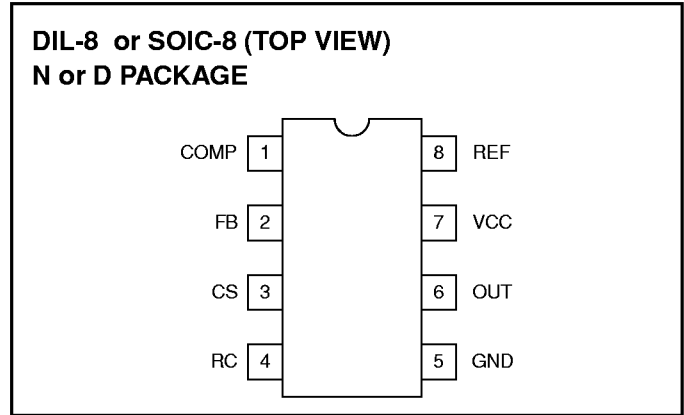 DIL-8 or SOIC-8 (TOP VIEW)
N or D PACKAGE
COMP 1 8 REF
FB 2 7 VCC
CS 3 6 OUT
RC 4 5 GND